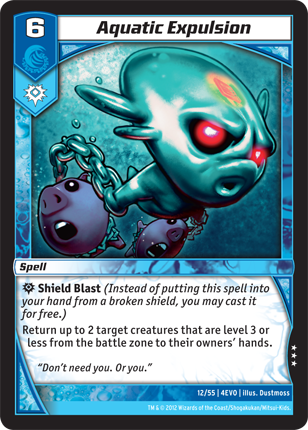 6
Aquatic Expulsion
Spell
Shield Blast (Instead of putting this spell into
your hand from a broken shield, you may cast it
for free.)
Return up to 2 target creatures that are level 3 or
less from the battle zone to their owners' hands.
“Don't need you. Or you.”
12/55 | 4EVO | Illus. Dustmoss
TM & © 2012 Wizards of the Coast/Shogakukan/Mitsui-Kids.